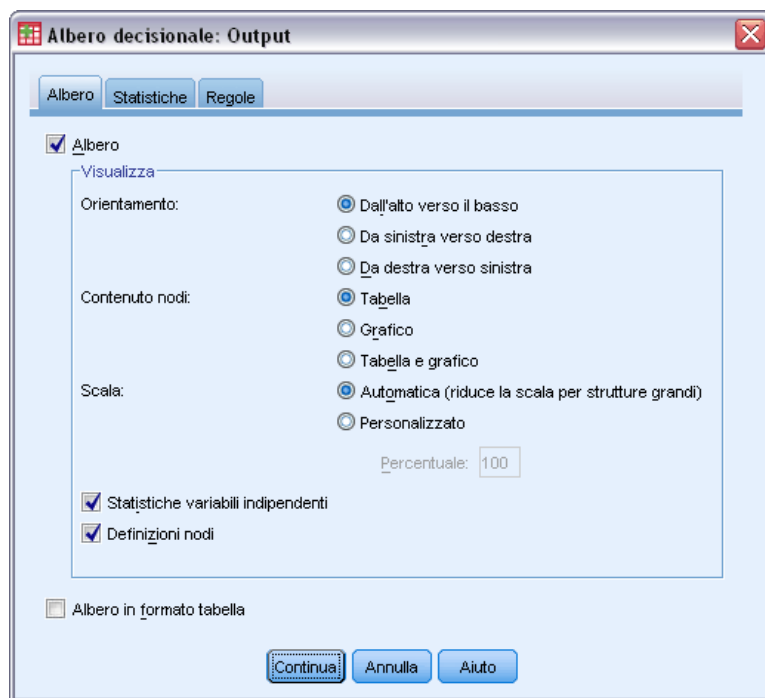 Albero decisionale: Output
Albero Statistiche Regole
Albero
Visualizza
Orientamento: Dall'alto verso il basso
Da sinistra verso destra
Da destra verso sinistra
Contenuto nodi: Tabella
Grafico
Tabella e grafico
Scala: Automatica (riduce la scala per strutture grandi)
Personalizzato
Percentuale: 100
Statistiche variabili indipendenti
Definizioni nodi
Albero in formato tabella
Continua Annulla Aiuto